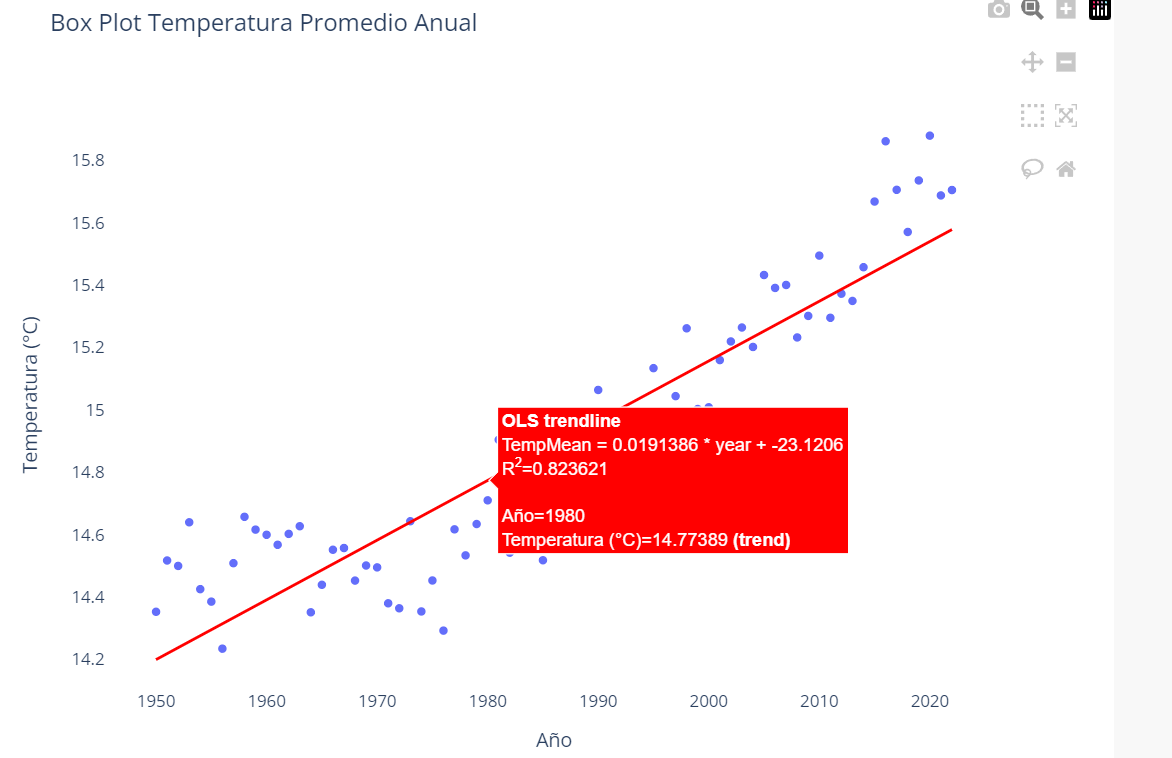 Box Plot Temperatura Promedio Anual
15.8
15.6
15.4
15.2
15
14.8
14.6
14.4
14.2
Temperatura (°C)
OLS trendline
TempMean = 0.0191386 * year + -23.1206
R²=0.823621
Año=1980
Temperatura (°C)=14.77389 (trend)
1950 1960 1970 1980 1990 2000 2010 2020
Año